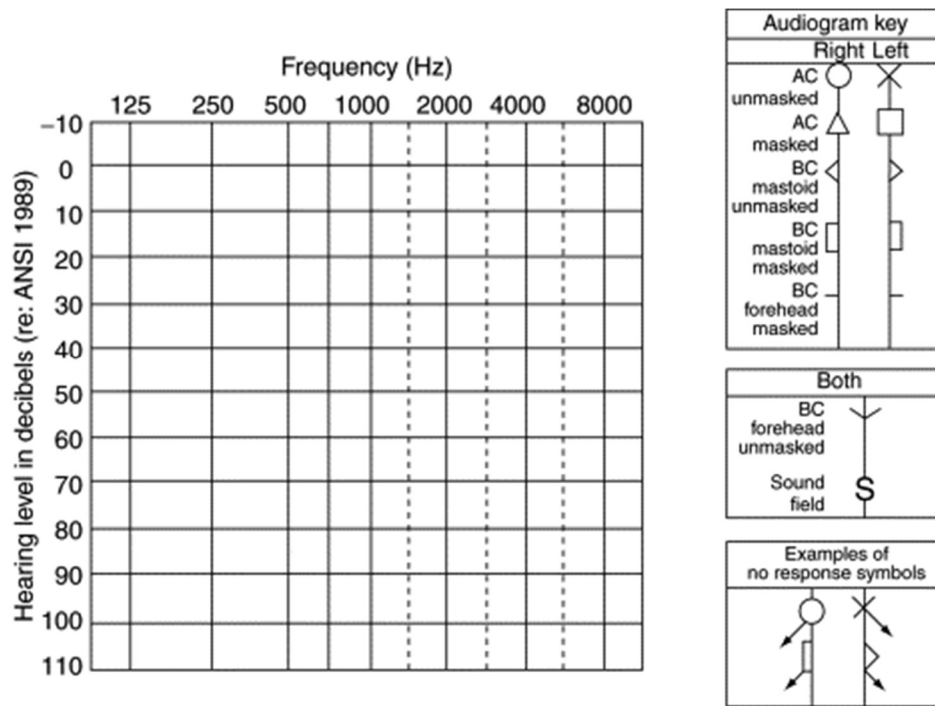 Frequency (Hz)
125 250 500 1000 2000 4000 8000
Hearing level in decibels (re: ANSI 1989)
–10
0
10
20
30
40
50
60
70
80
90
100
110
Audiogram key
Right Left
AC
unmasked
AC
masked
BC
mastoid
unmasked
BC
mastoid
masked
BC
forehead
masked
Both
BC
forehead
unmasked
Sound
field
S
Examples of
no response symbols